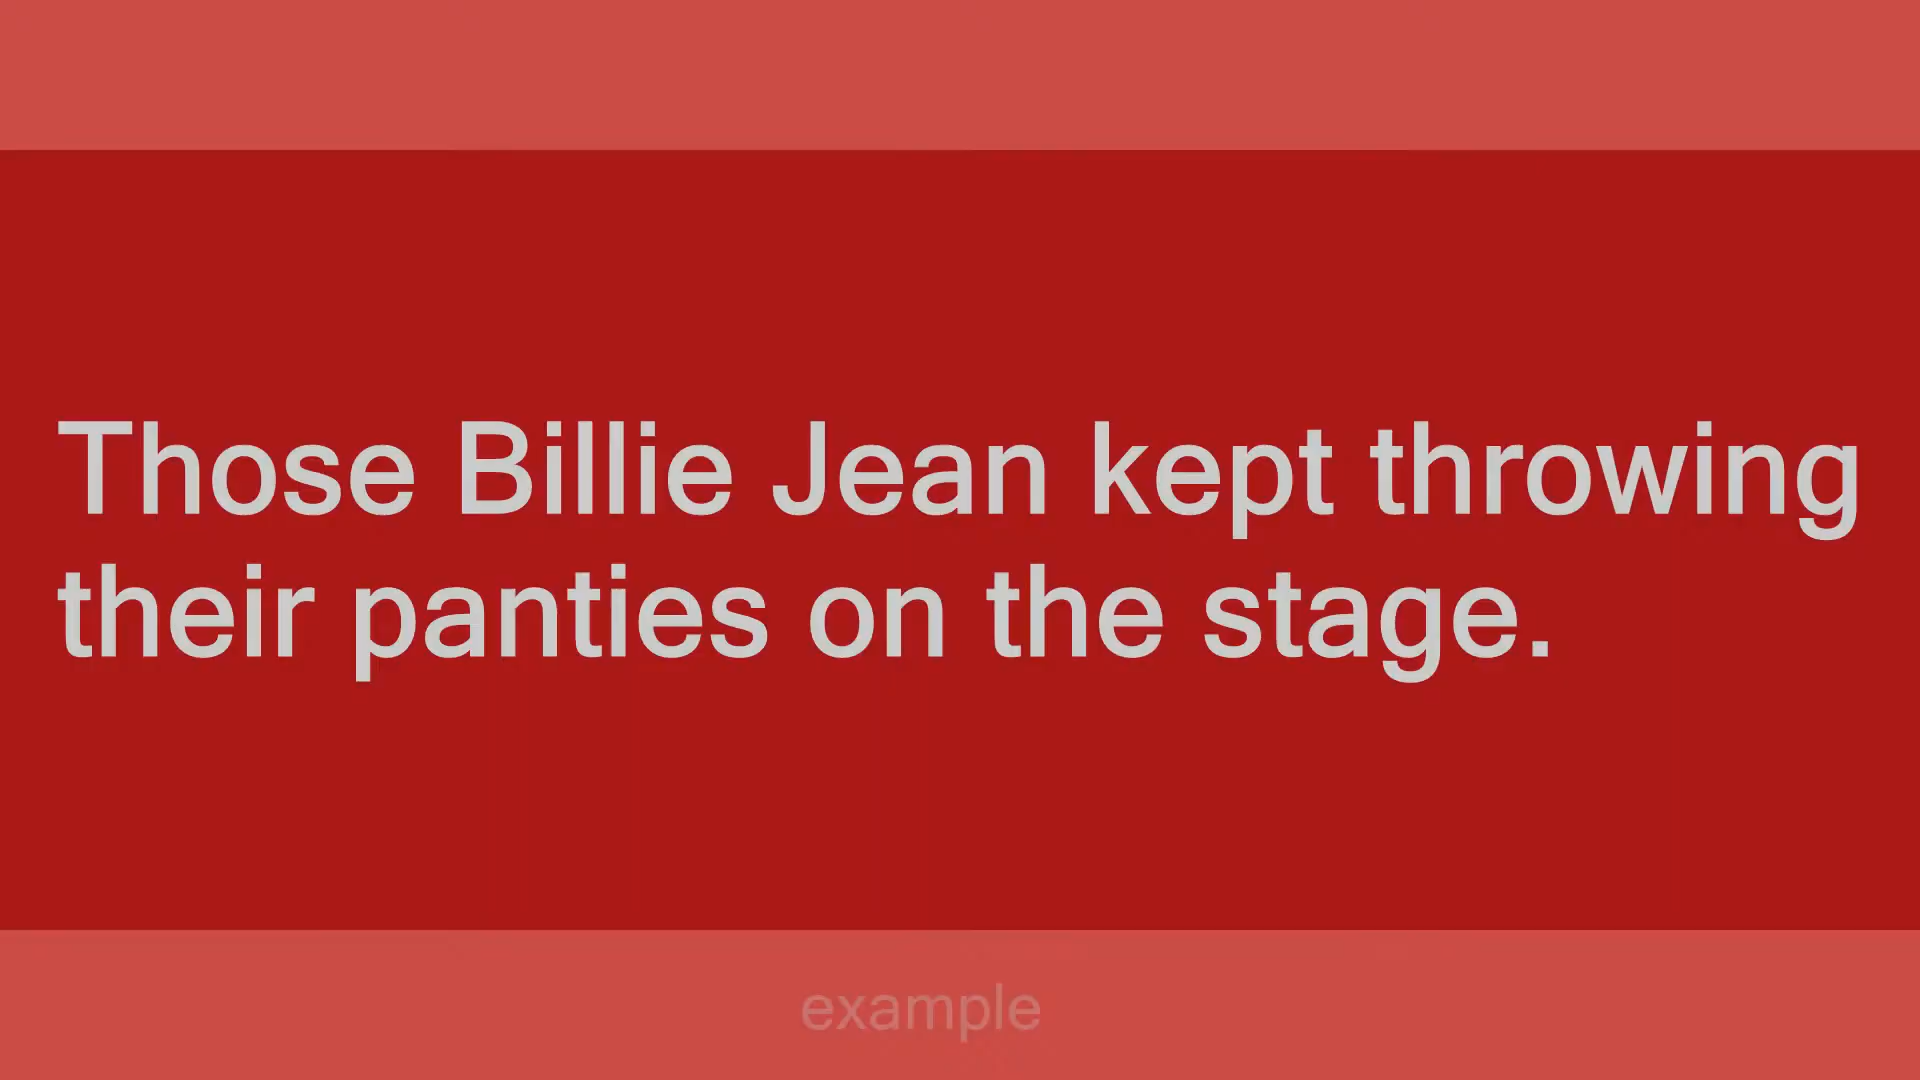 Those Billie Jean kept throwing
their panties on the stage.
example